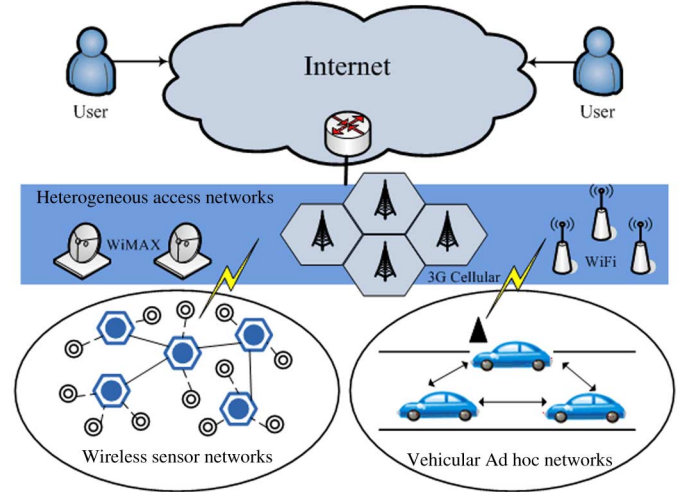 Internet
User
User
Heterogeneous access networks
WiMAX
3G Cellular
WiFi
Wireless sensor networks
Vehicular Ad hoc networks